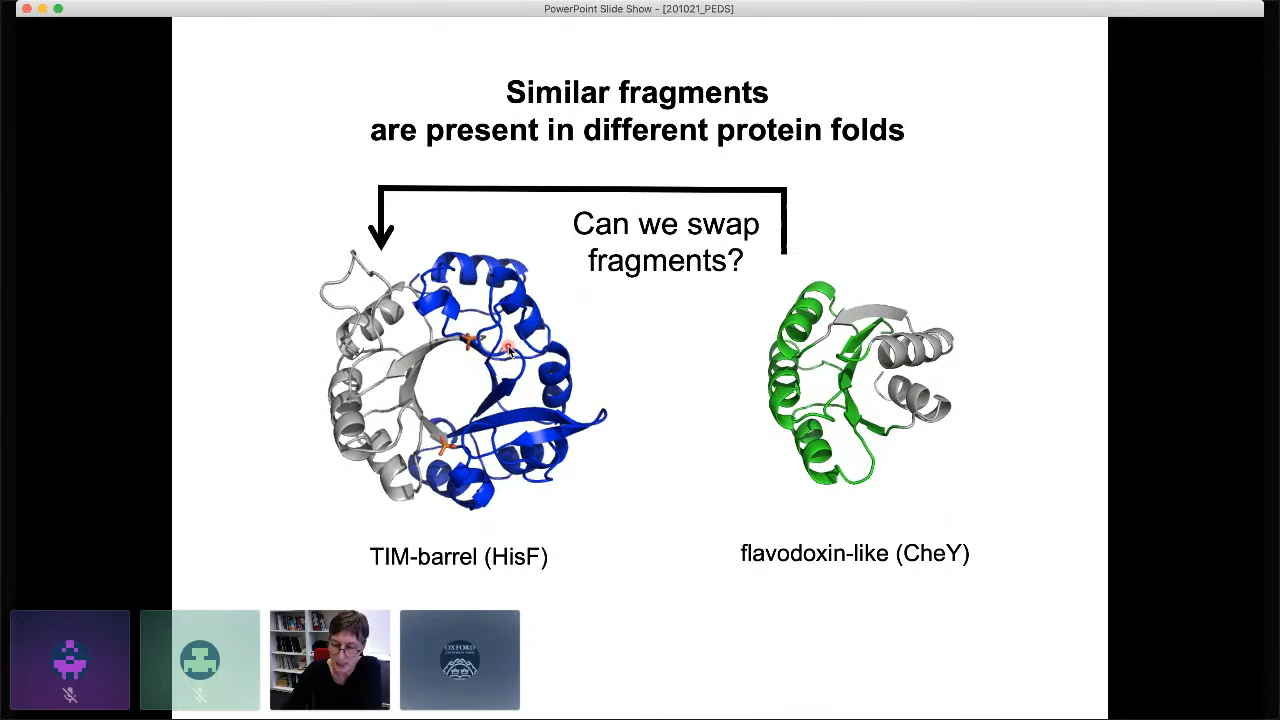 PowerPoint Slide Show - [201021_PEDS]
Similar fragments
are present in different protein folds
Can we swap
fragments?
TIM-barrel (HisF)
flavodoxin-like (CheY)
OXFORD